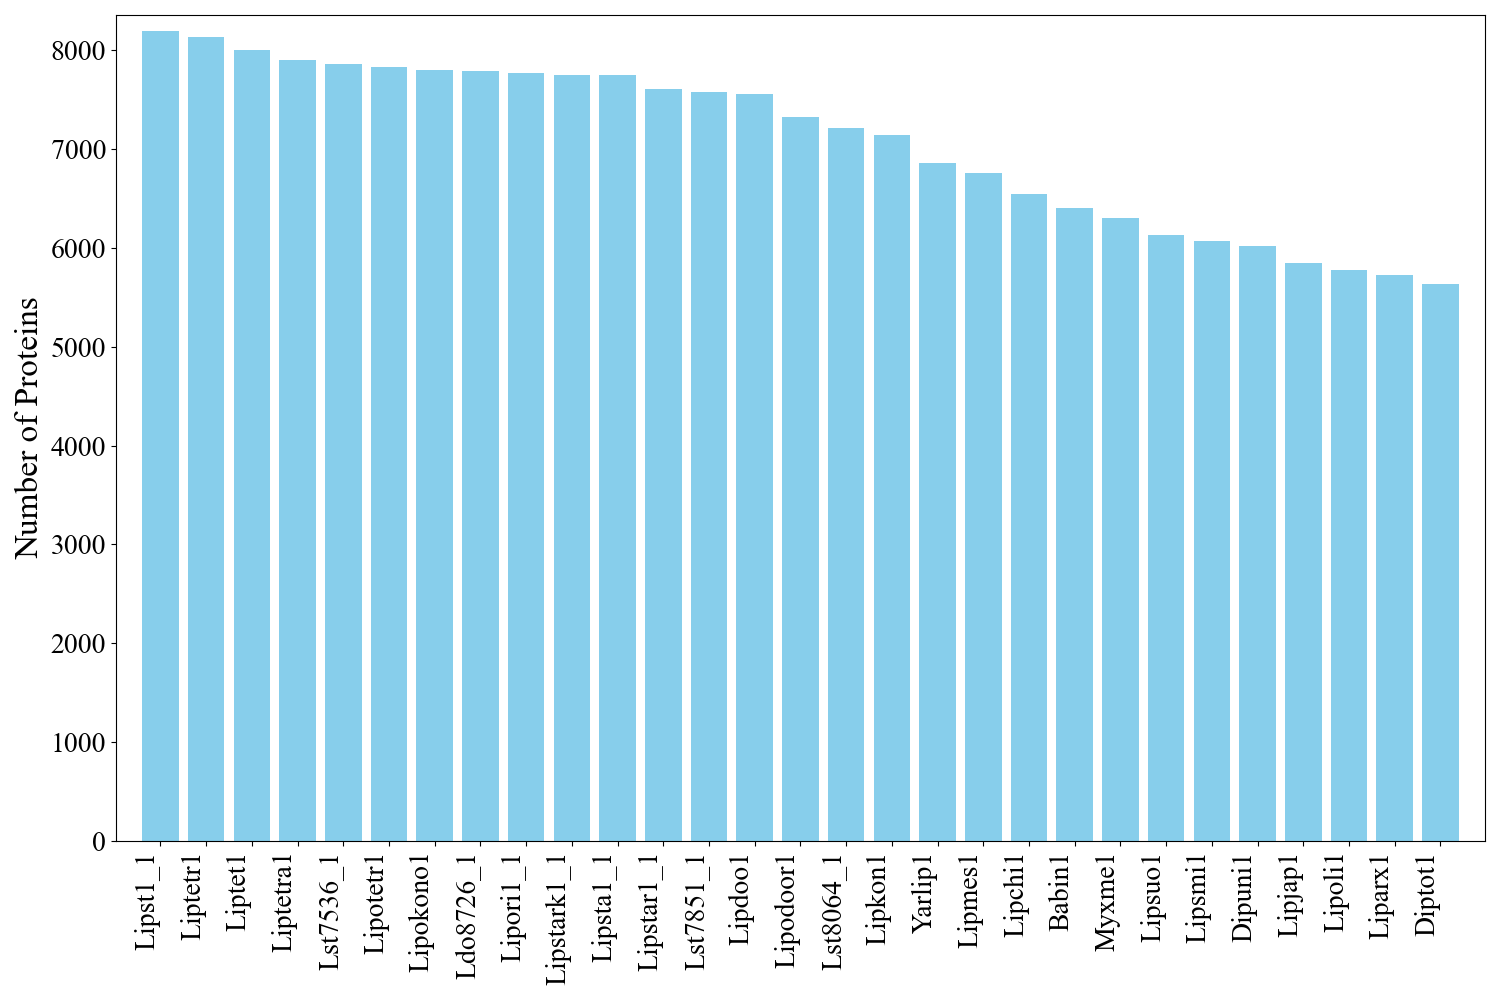 Number of Proteins
8000
7000
6000
5000
4000
3000
2000
1000
0
Lipst1_1
Liptetr1
Liptet1
Liptetra1
Lst7536_1
Lipotetr1
Lipokono1
Ldo8726_1
Lipori1_1
Lipstark1_1
Lipsta1_1
Lipstar1_1
Lst7851_1
Lipdoo1
Lipodoor1
Lst8064_1
Lipkon1
Yarlip1
Lipmes1
Lipchi1
Babin1
Myxme1
Lipsuo1
Lipsmi1
Dipuni1
Lipjap1
Lipoli1
Liparx1
Diptot1